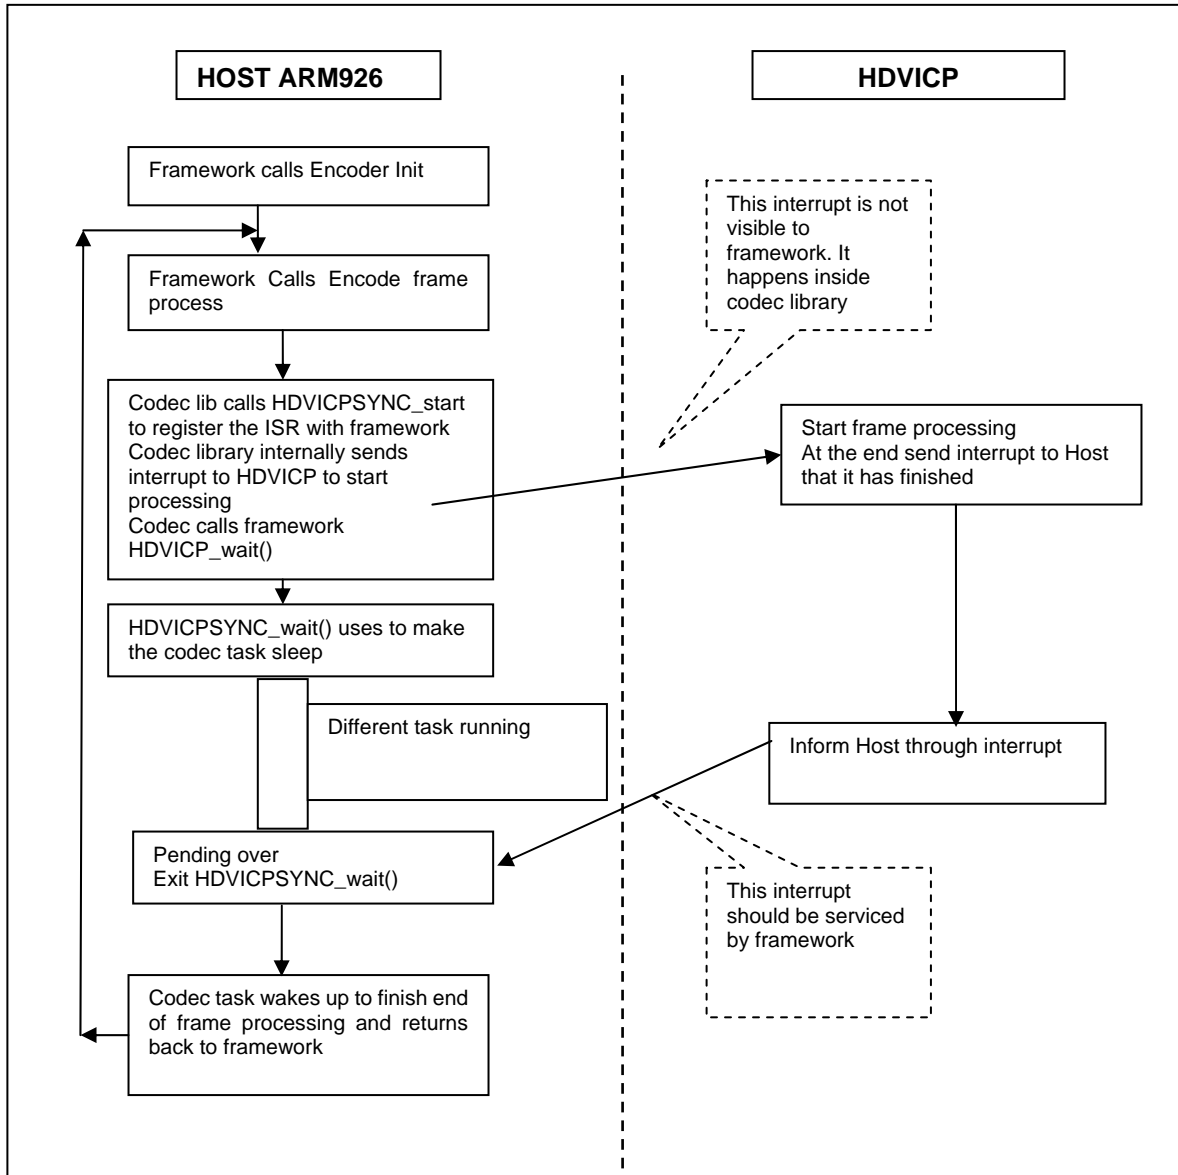 HOST ARM926
HDVICP
Framework calls Encoder Init
Framework Calls Encode frame
process
This interrupt is not
visible to
framework. It
happens inside
codec library
Codec lib calls HDVICPSYNC_start
to register the ISR with framework
Codec library internally sends
interrupt to HDVICP to start
processing
Codec calls framework
HDVICP_wait()
Start frame processing
At the end send interrupt to Host
that it has finished
HDVICPSYNC_wait() uses to make
the codec task sleep
Different task running
Inform Host through interrupt
Pending over
Exit HDVICPSYNC_wait()
This interrupt
should be serviced
by framework
Codec task wakes up to finish end
of frame processing and returns
back to framework